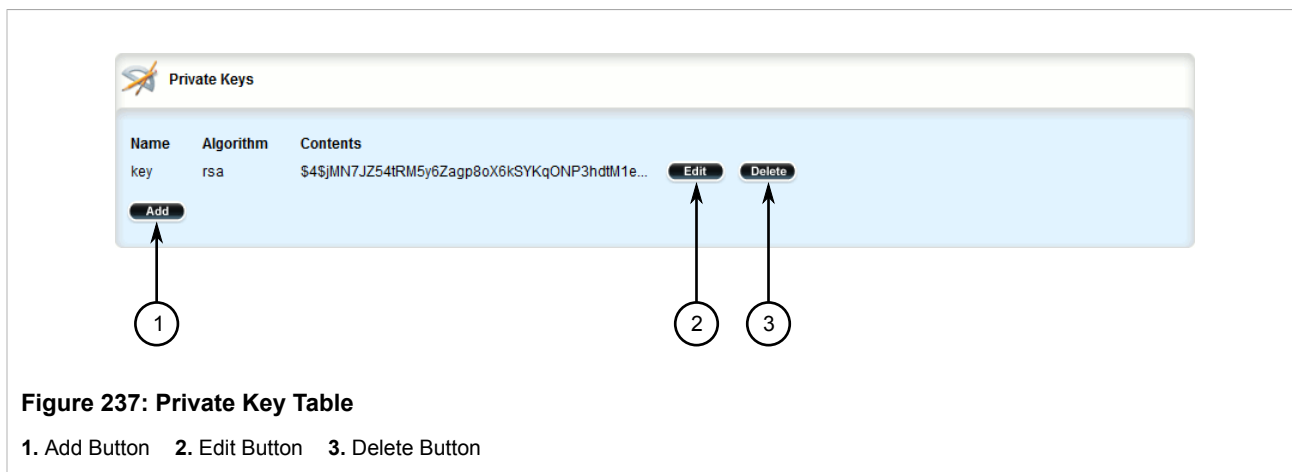 Private Keys
Name Algorithm Contents
key rsa $4$jMN7JZ54tRM5y6Zagp8oX6kSYKqONP3hdtM1e... Edit Delete
Add
1 2 3
Figure 237: Private Key Table
1. Add Button 2. Edit Button 3. Delete Button